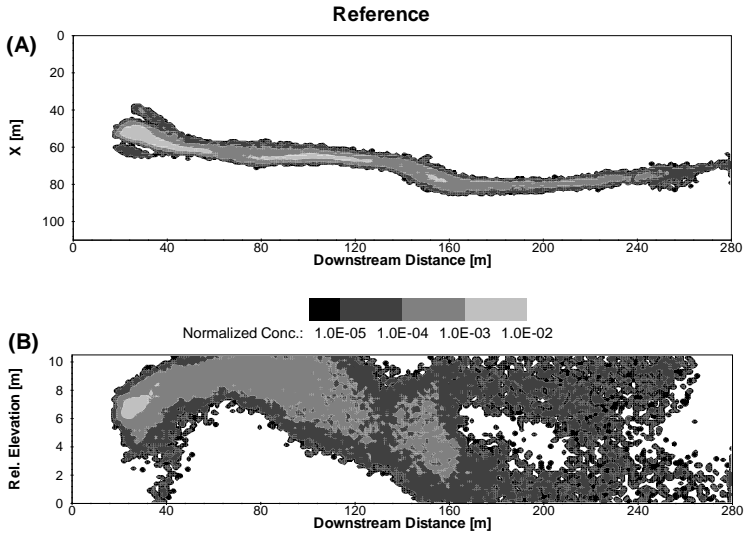 Reference
(A)
0
20
40
60
80
100
X [m]
0 40 80 120 160 200 240 280
Downstream Distance [m]
Normalized Conc.: 1.0E-05 1.0E-04 1.0E-03 1.0E-02
(B)
10
8
6
4
2
0
Rel. Elevation [m]
0 40 80 120 160 200 240 280
Downstream Distance [m]